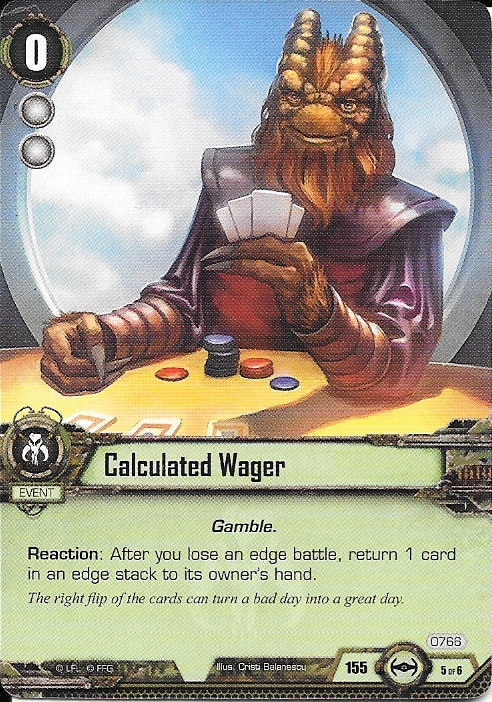 0
Calculated Wager
EVENT
Gamble.
Reaction: After you lose an edge battle, return 1 card
in an edge stack to its owner's hand.
The right flip of the cards can turn a bad day into a great day.
0766
© LFL © FFG
Illus. Cristi Balanescu
155
5 OF 6